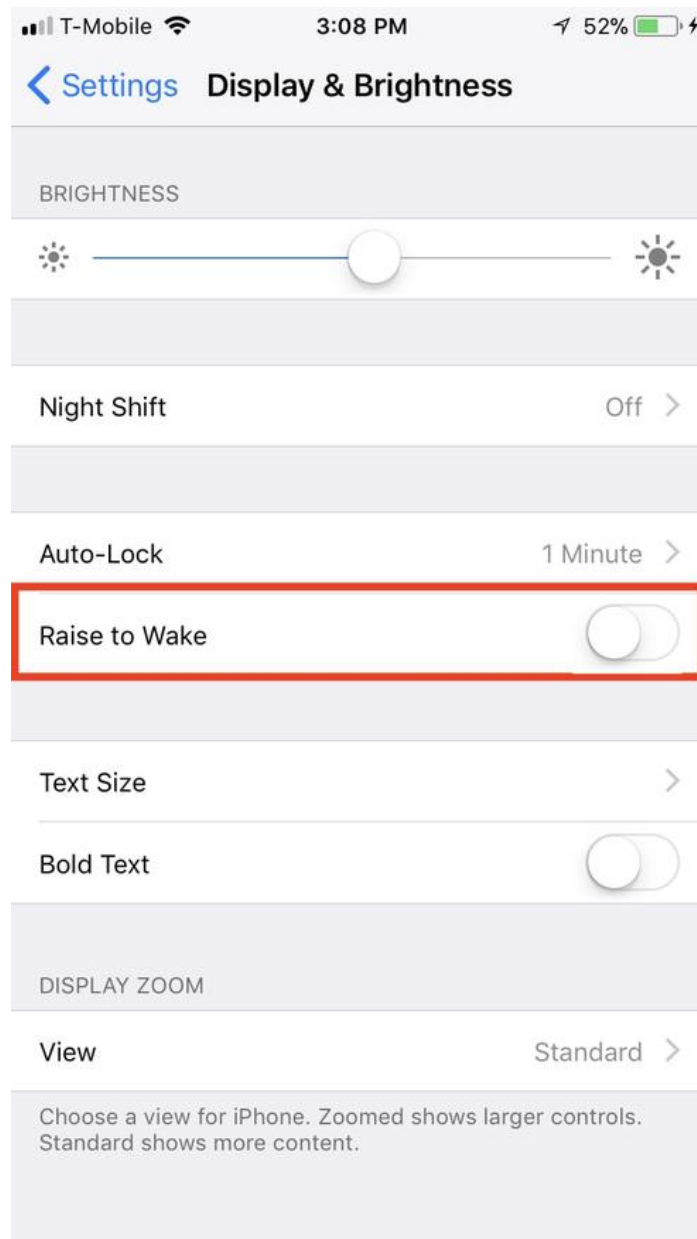 T-Mobile 3:08 PM 52%
Settings Display & Brightness
BRIGHTNESS
Night Shift Off
Auto-Lock 1 Minute
Raise to Wake
Text Size
Bold Text
DISPLAY ZOOM
View Standard
Choose a view for iPhone. Zoomed shows larger controls.
Standard shows more content.